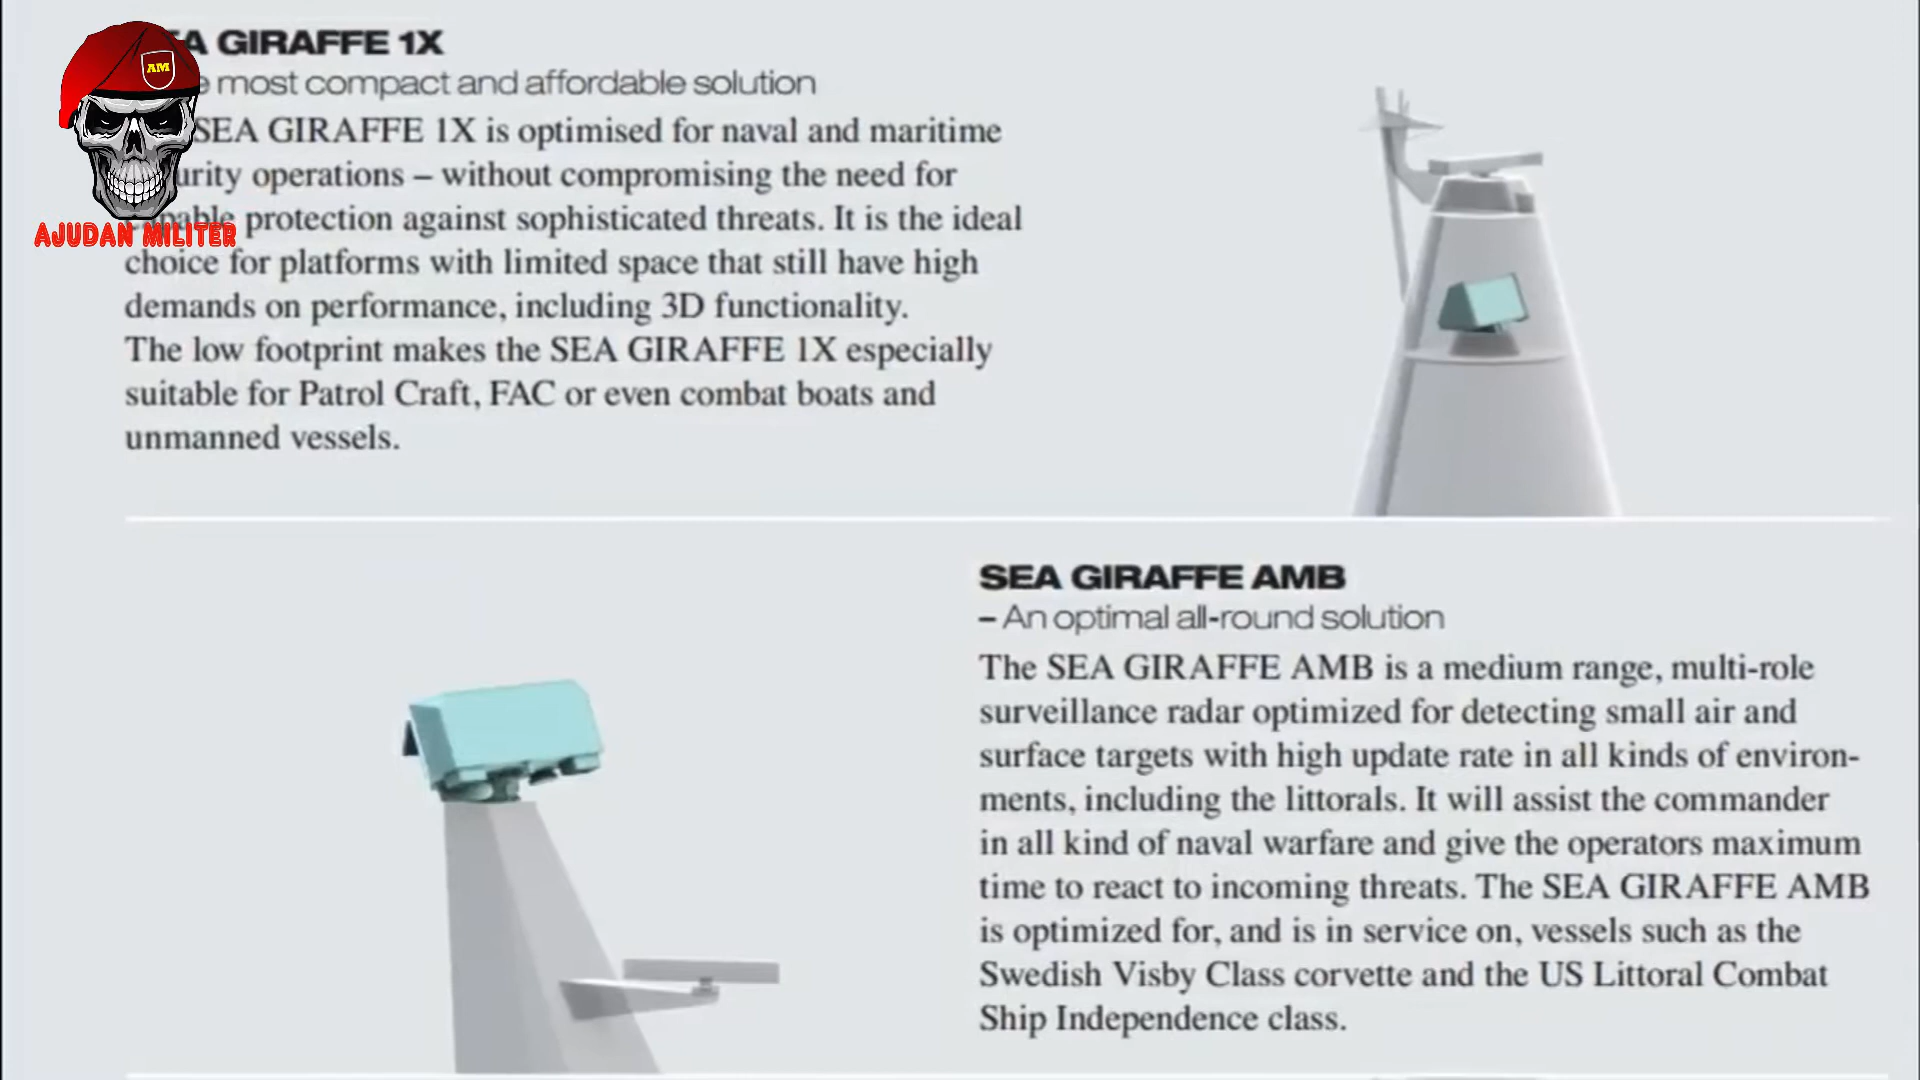 AM
AJUDAN MILITER
A GIRAFFE 1X
most compact and affordable solution
SEA GIRAFFE 1X is optimised for naval and maritime
urity operations – without compromising the need for
protection against sophisticated threats. It is the ideal
choice for platforms with limited space that still have high
demands on performance, including 3D functionality.
The low footprint makes the SEA GIRAFFE 1X especially
suitable for Patrol Craft, FAC or even combat boats and
unmanned vessels.
SEA GIRAFFE AMB
– An optimal all-round solution
The SEA GIRAFFE AMB is a medium range, multi-role
surveillance radar optimized for detecting small air and
surface targets with high update rate in all kinds of environ-
ments, including the littorals. It will assist the commander
in all kind of naval warfare and give the operators maximum
time to react to incoming threats. The SEA GIRAFFE AMB
is optimized for, and is in service on, vessels such as the
Swedish Visby Class corvette and the US Littoral Combat
Ship Independence class.